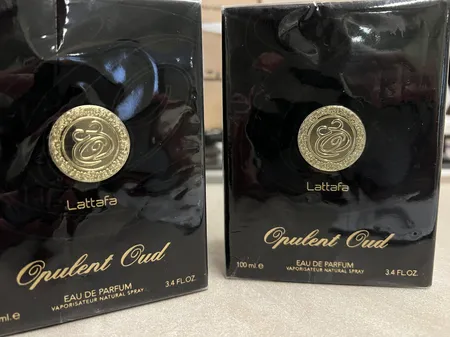 Lattafa
Opulent Oud
EAU DE PARFUM
VAPORISATEUR NATURAL SPRAY
ml. e
3.4 FL.OZ.
Lattafa
Opulent Oud
100 ml. e
EAU DE PARFUM
VAPORISATEUR NATURAL SPRAY
3.4 FL.OZ.